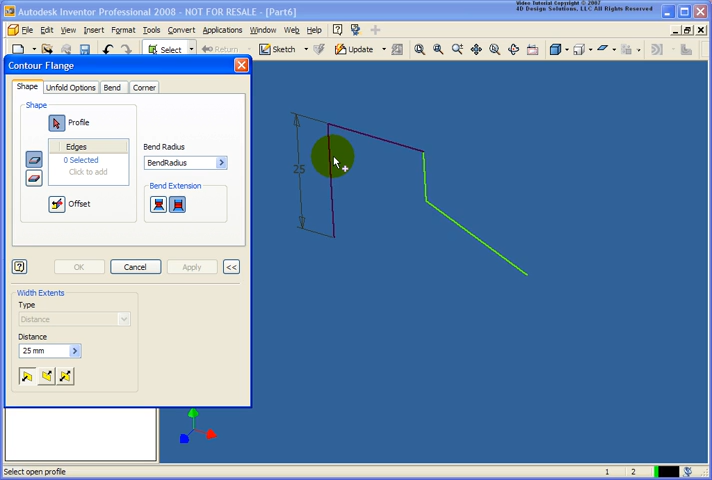 Autodesk Inventor Professional 2008 - NOT FOR RESALE - [Part6]
Video Tutorial Copyright © 2007
4D Design Solutions, LLC All Rights Reserved
File Edit View Insert Format Tools Convert Applications Window Web Help
Select Return Sketch Update
Contour Flange
Shape Unfold Options Bend Corner
Shape
Profile
Edges
0 Selected
Click to add
Offset
Bend Radius
BendRadius
Bend Extension
OK Cancel Apply <<
Width Extents
Type
Distance
Distance
25 mm
25
Select open profile
1 2